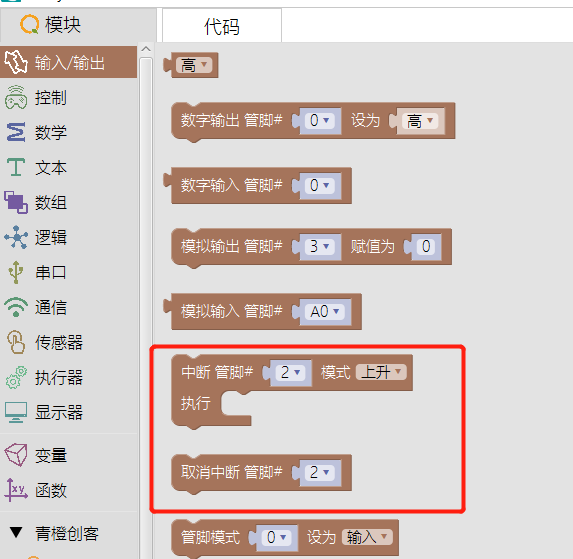 模块
代码
输入/输出
控制
数学
文本
数组
逻辑
串口
通信
传感器
执行器
显示器
变量
函数
青橙创客
高
数字输出 管脚# 0 设为 高
数字输入 管脚# 0
模拟输出 管脚# 3 赋值为 0
模拟输入 管脚# A0
中断 管脚# 2 模式 上升
执行
取消中断 管脚# 2
管脚模式 0 设为 输入